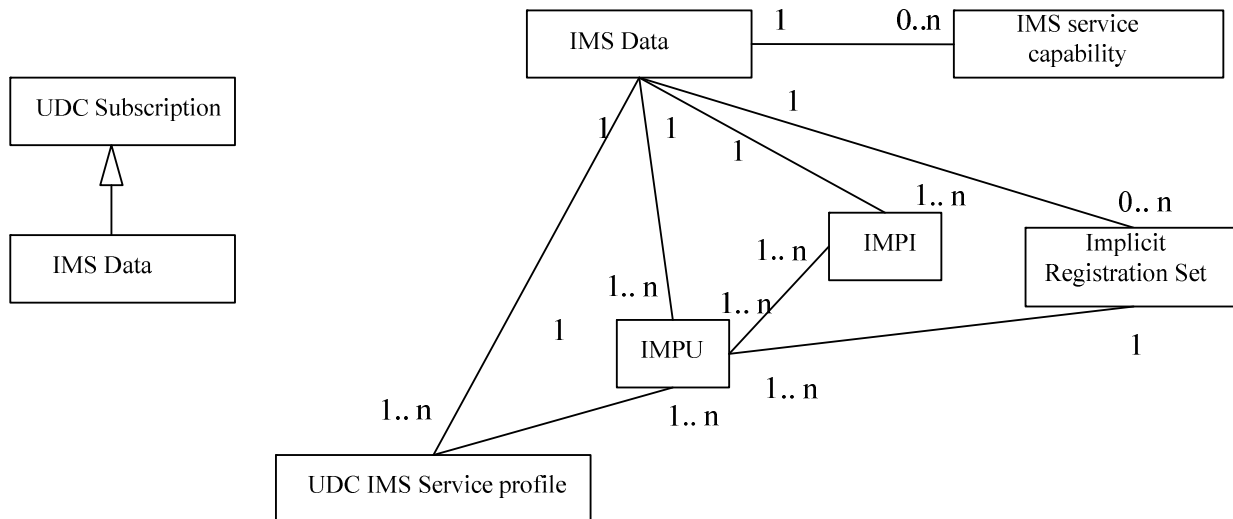 UDC Subscription
IMS Data
IMS Data
1
0..n
IMS service
capability
1
1
1
1
1.. n
0.. n
IMPI
Implicit
Registration Set
1.. n
1.. n
1.. n
IMPU
1
1
1.. n
1.. n
1.. n
UDC IMS Service profile